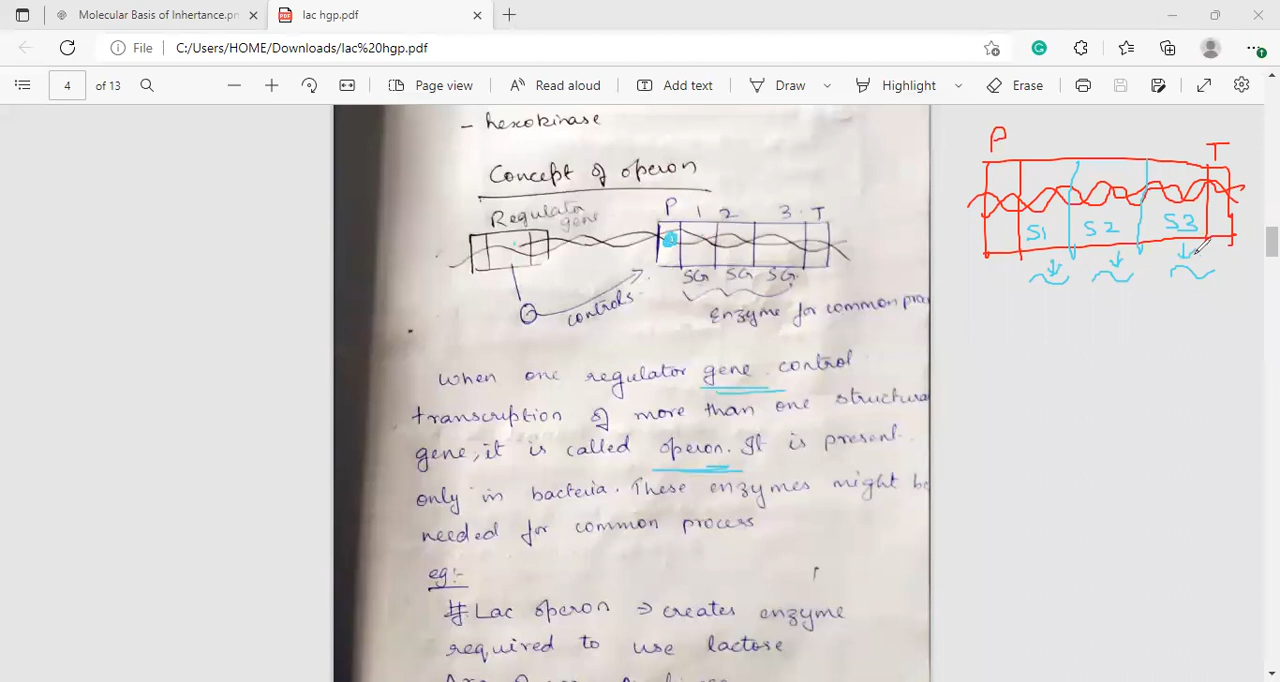 Molecular Basis of Inhertance.pr
lac hgp.pdf
File
C:/Users/HOME/Downloads/lac%20hgp.pdf
4 of 13
Page view
Read aloud
Add text
Draw
Highlight
Erase
- hexokinase
Concept of operon
Regulator gene
P 1 2 3. T
SG SG SG
controls
Enzyme for common proc
When one regulator gene control
transcription of more than one structura
gene, it is called operon. It is present
only in bacteria. These enzymes might be
needed for common process
eg:-
# Lac operon ⇒ creates enzyme
required to use lactose
P T
S1 S2 S3